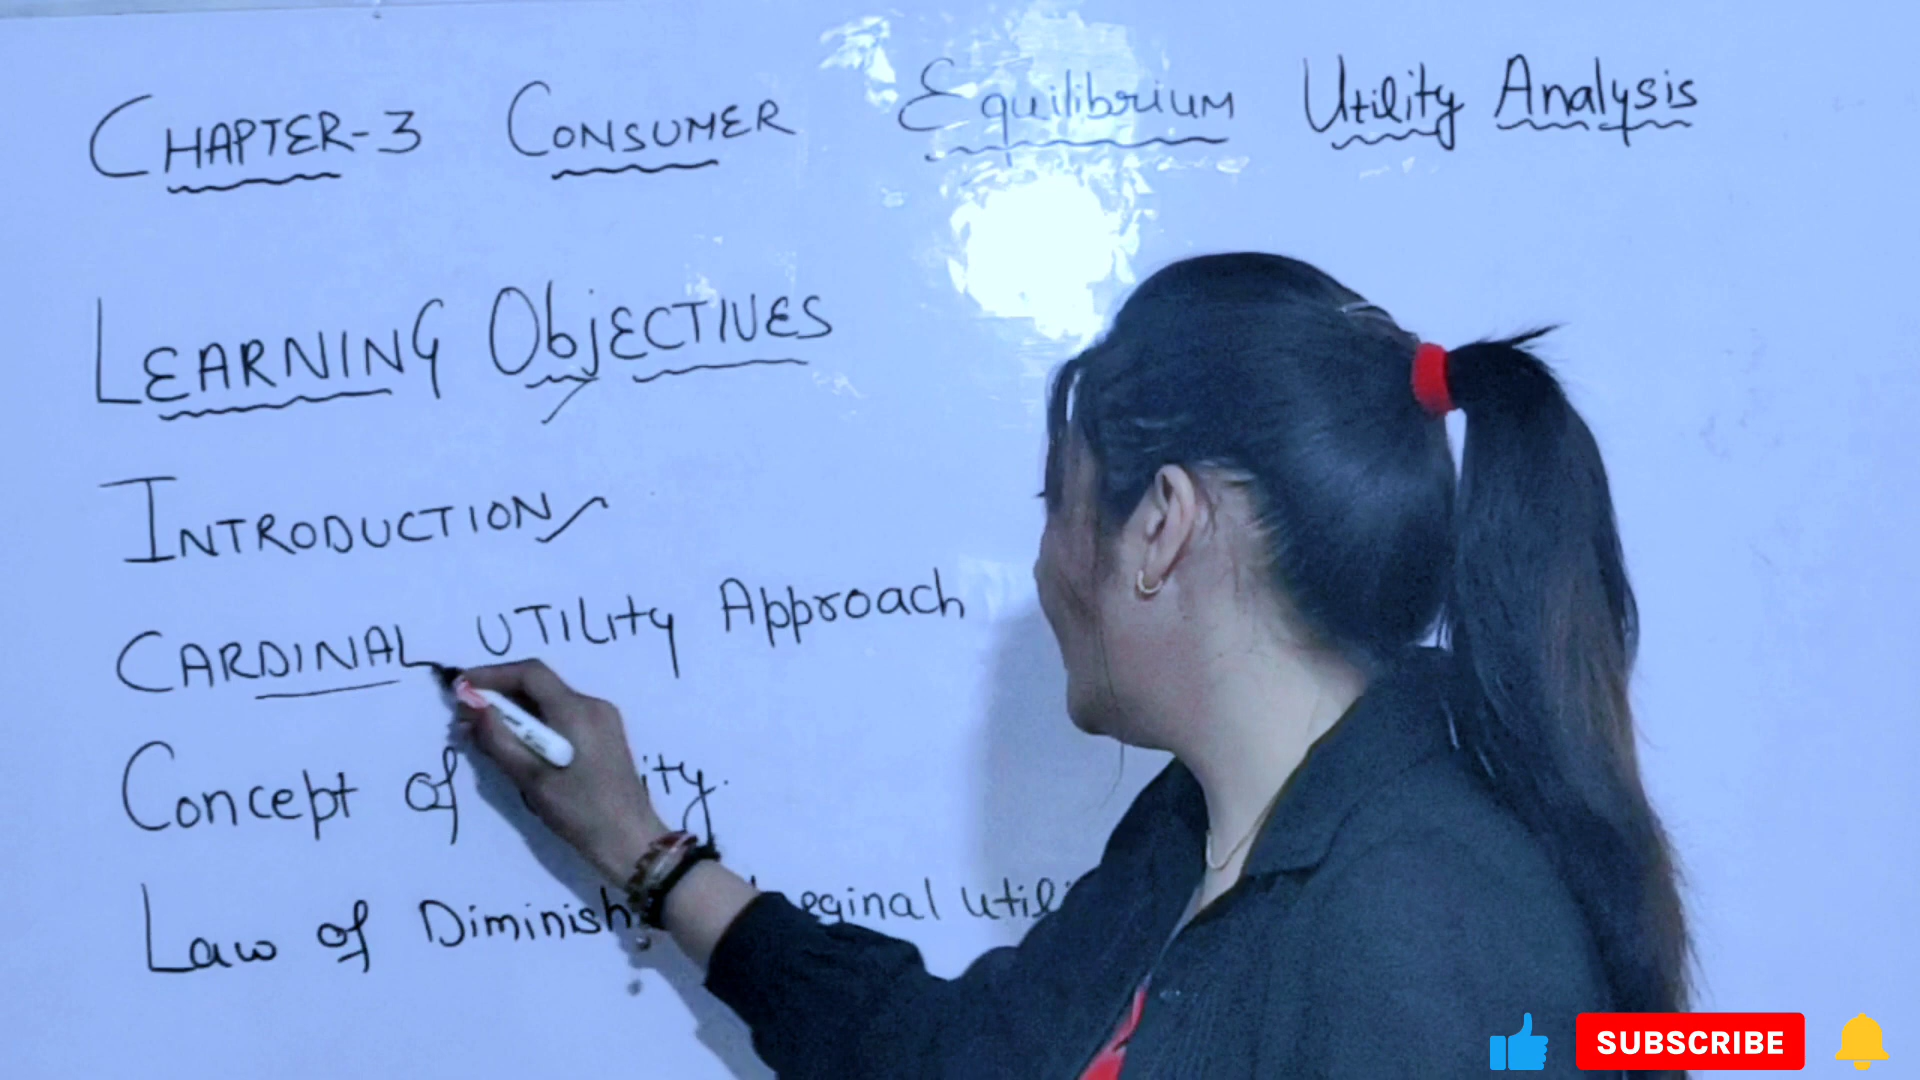 CHAPTER-3 CONSUMER EquilibriUM Utility Analysis
LEARNING ObjECTIVES
INTRODUCTION
CARDINAL UTILity Approach
Concept of
Law of Diminish
SUBSCRIBE